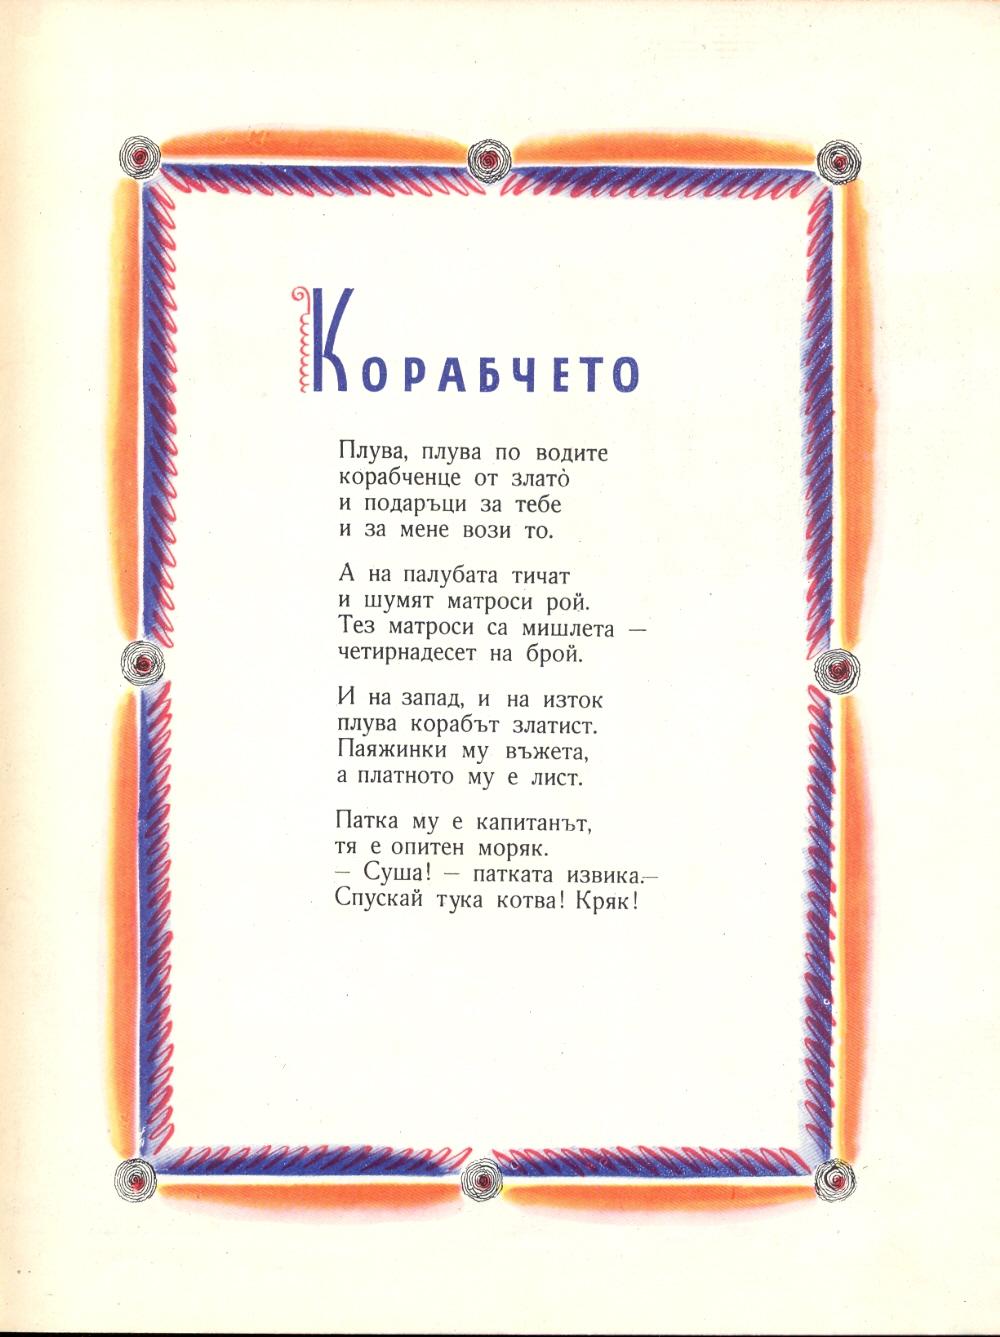 Корабчето
Плува, плува по водите
корабченце от злато̀
и подаръци за тебе
и за мене вози то.
А на палубата тичат
и шумят матроси рой.
Тез матроси са мишлета —
четирнадесет на брой.
И на запад, и на изток
плува корабът златист.
Паяжинки му въжета,
а платното му е лист.
Патка му е капитанът,
тя е опитен моряк.
— Суша! — патката извика.—
Спускай тука котва! Кряк!